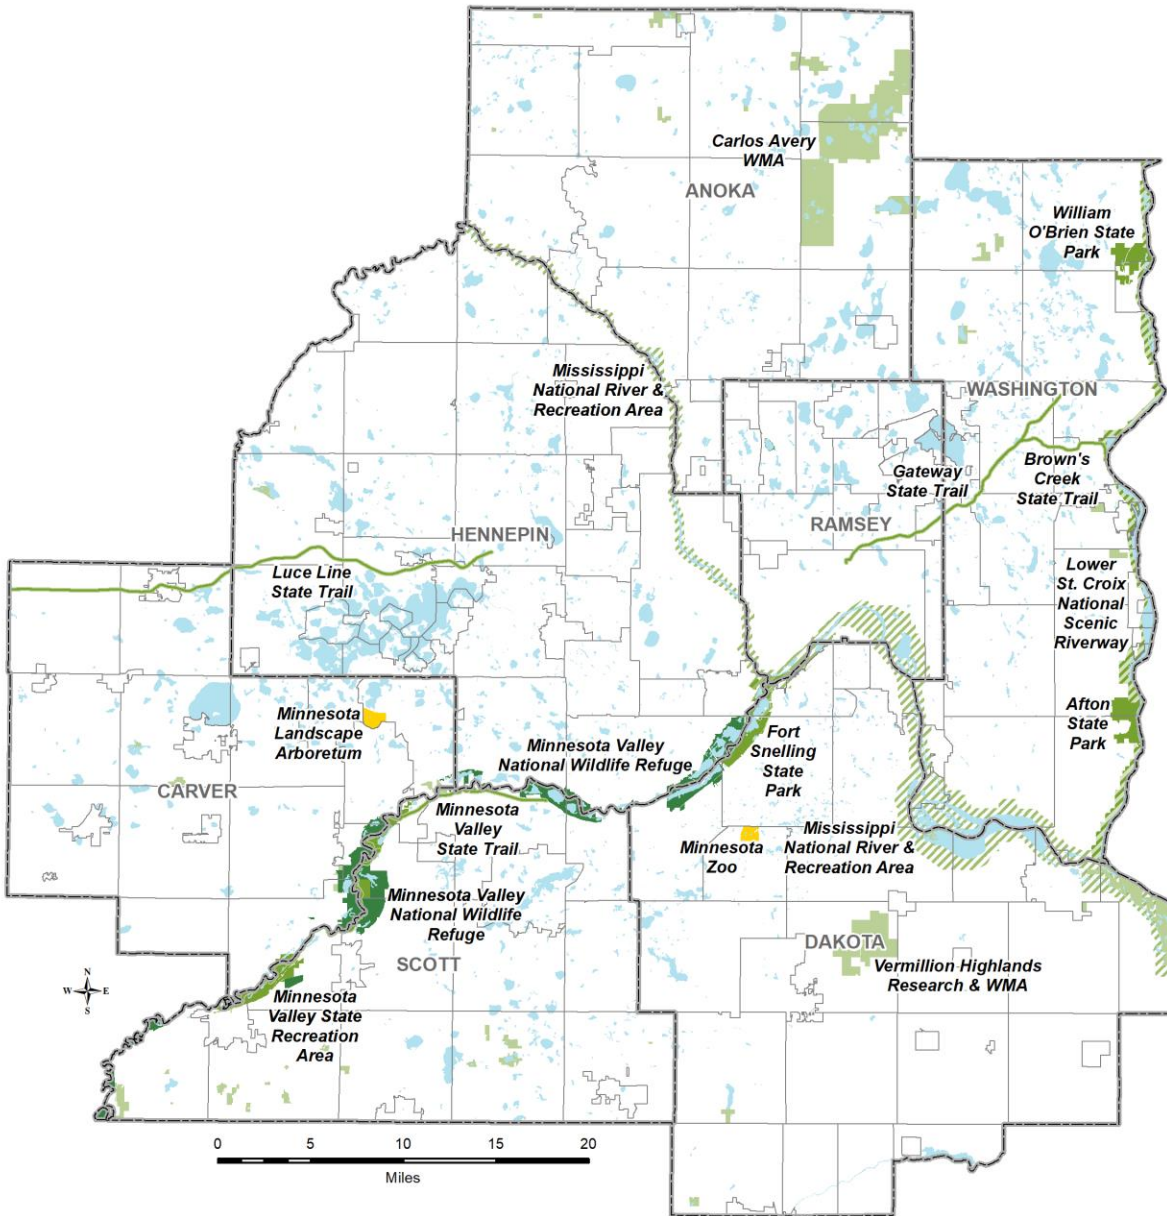 Carlos Avery
WMA
ANOKA
William
O'Brien State
Park
Mississippi
National River &
Recreation Area
WASHINGTON
Gateway
State Trail
Brown's
Creek
State Trail
RAMSEY
HENNEPIN
Luce Line
State Trail
Lower
St. Croix
National
Scenic
Riverway
Minnesota
Landscape
Arboretum
Minnesota Valley
National Wildlife Refuge
Fort
Snelling
State
Park
Afton
State
Park
CARVER
Minnesota
Valley
State Trail
Minnesota
Zoo
Mississippi
National River &
Recreation Area
Minnesota Valley
National Wildlife
Refuge
SCOTT
DAKOTA
Vermillion Highlands
Research & WMA
N
W E
S
Minnesota
Valley State
Recreation
Area
0 5 10 15 20
Miles